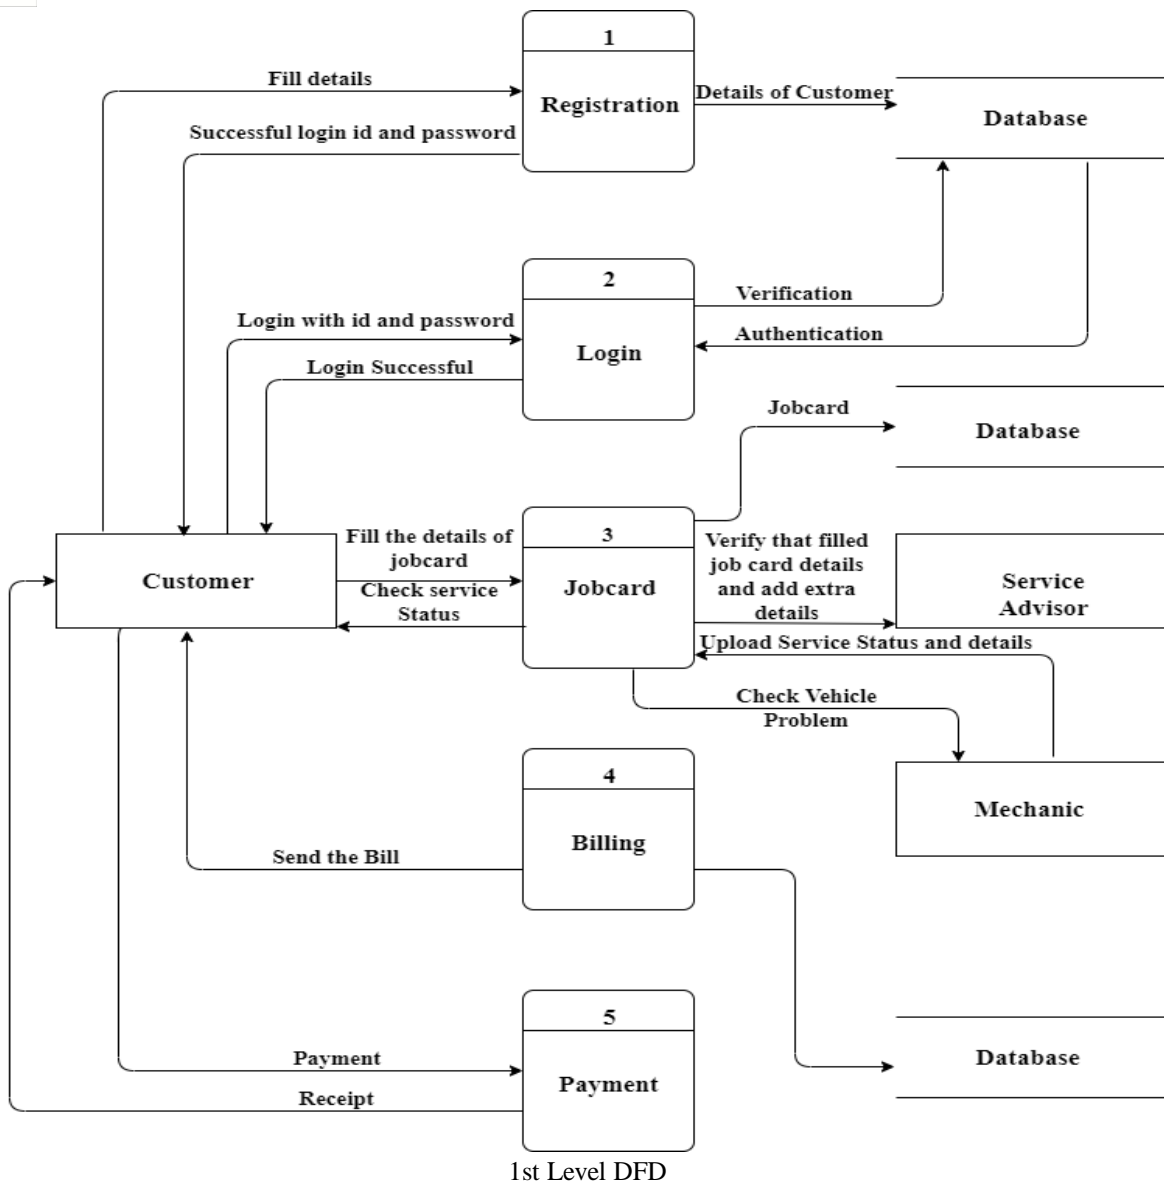 1
Fill details
Registration
Details of Customer
Database
Successful login id and password
2
Login with id and password
Verification
Login
Authentication
Login Successful
Jobcard
Database
3
Fill the details of
jobcard
Verify that filled
job card details
and add extra
details
Customer
Jobcard
Service
Advisor
Check service
Status
Upload Service Status and details
Check Vehicle
Problem
4
Mechanic
Billing
Send the Bill
5
Payment
Database
Payment
Receipt
1st Level DFD